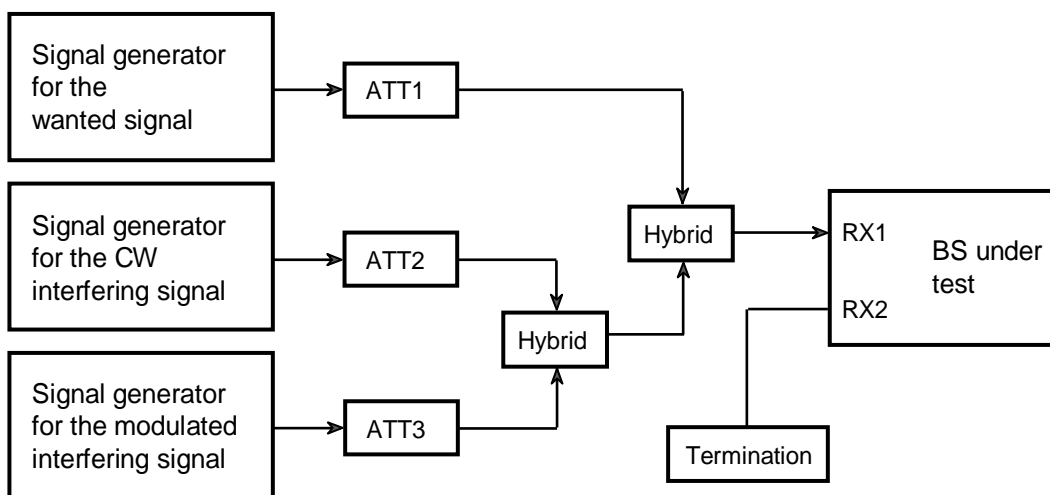 Signal generator
for the
wanted signal
ATT1
Signal generator
for the CW
interfering signal
ATT2
Hybrid
Hybrid
RX1
BS under
test
RX2
Signal generator
for the modulated
interfering signal
ATT3
Termination